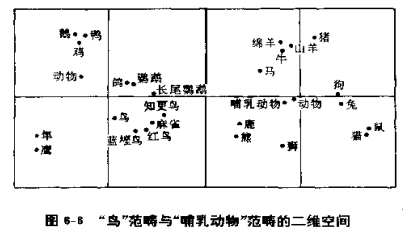 鹅 鸭
鸡
动物
鸽 鹦鹉
长尾鹦鹉
知更鸟
鸟 麻雀
蓝堙鸟 红鸟
隼
鹰
绵羊 猪
牛 山羊
马
狗
哺乳动物 动物 兔
鹿 鼠
熊 狮 猫
图 6-8 “鸟”范畴与“哺乳动物”范畴的二维空间